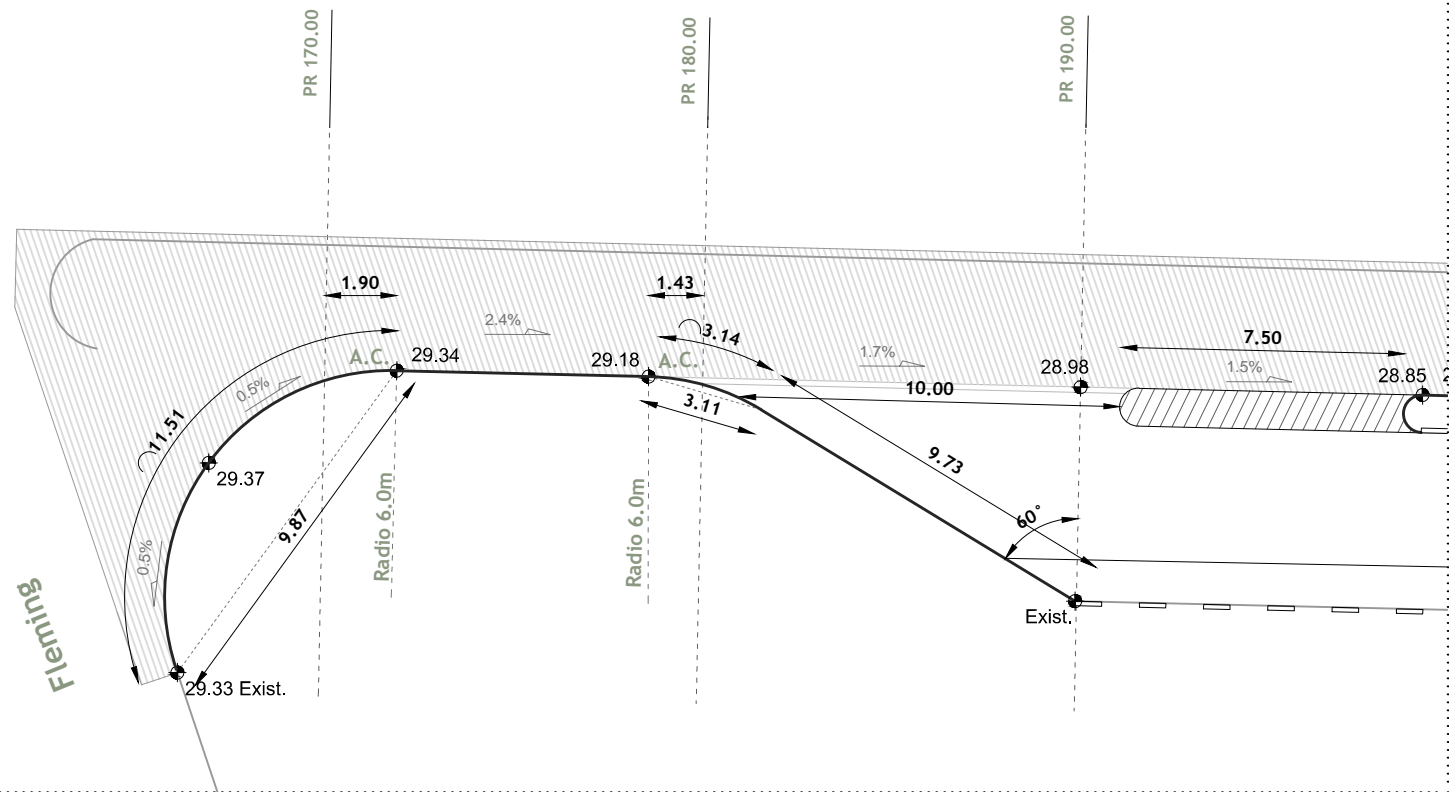 PR 170.00
PR 180.00
PR 190.00
1.90
1.43
2.4%
3.14
1.7%
7.50
1.5%
A.C.
29.34
29.18
A.C.
28.98
28.85
10.00
0.5%
3.11
11.51
29.37
9.73
Radio 6.0m
Radio 6.0m
9.87
60°
0.5%
Exist.
Fleming
29.33 Exist.